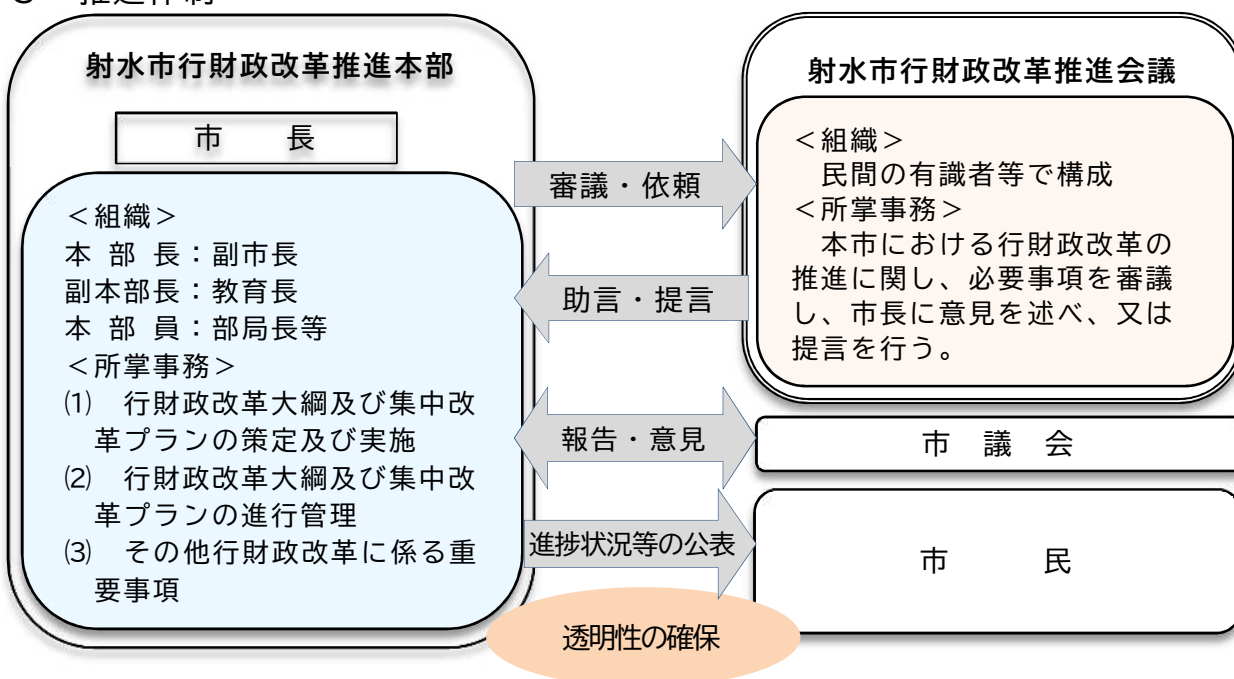 射水市行財政改革推進本部
市　　長
＜組織＞
本 部 長：副市長
副本部長：教育長
本 部 員：部局長等
＜所掌事務＞
⑴　行財政改革大綱及び集中改
革プランの策定及び実施
⑵　行財政改革大綱及び集中改
革プランの進行管理
⑶　その他行財政改革に係る重
要事項
審議・依頼
助言・提言
報告・意見
進捗状況等の公表
透明性の確保
射水市行財政改革推進会議
＜組織＞
民間の有識者等で構成
＜所掌事務＞
本市における行財政改革の
推進に関し、必要事項を審議
し、市長に意見を述べ、又は
提言を行う。
市　議　会
市　　　民